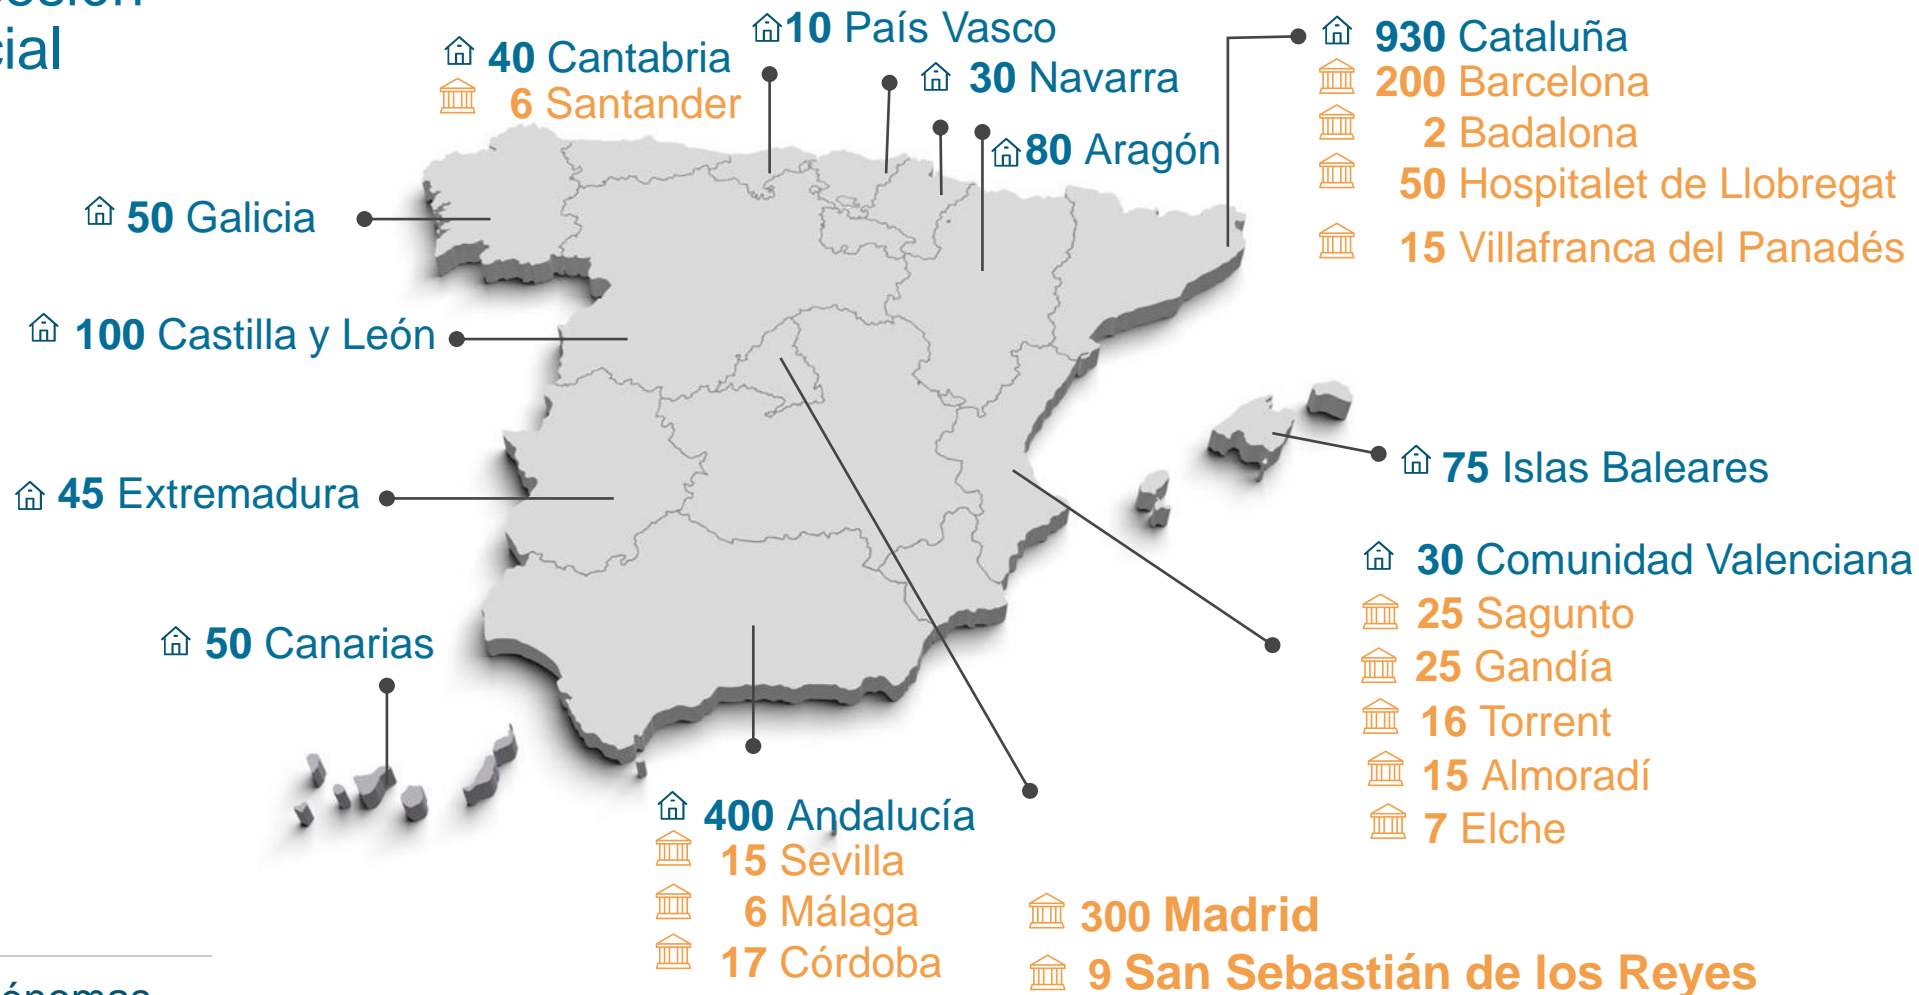 cial
40 Cantabria
6 Santander
10 País Vasco
30 Navarra
80 Aragón
930 Cataluña
200 Barcelona
2 Badalona
50 Hospitalet de Llobregat
15 Villafranca del Panadés
50 Galicia
100 Castilla y León
45 Extremadura
75 Islas Baleares
30 Comunidad Valenciana
25 Sagunto
25 Gandía
16 Torrent
15 Almoradí
7 Elche
50 Canarias
400 Andalucía
15 Sevilla
6 Málaga
17 Córdoba
300 Madrid
9 San Sebastián de los Reyes